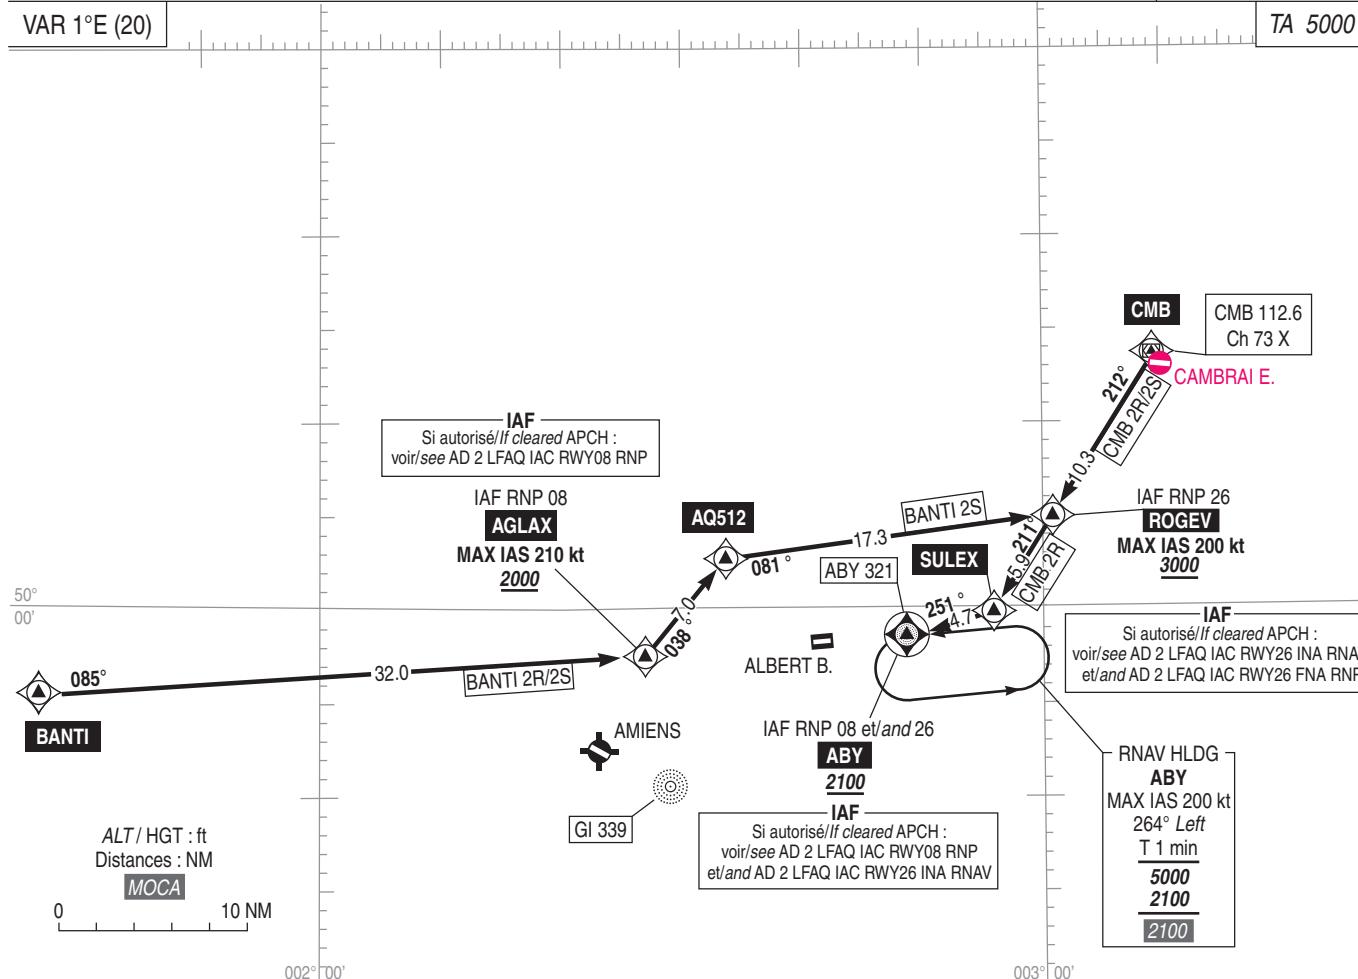 VAR 1°E (20)
TA 5000
CMB
CMB 112.6
Ch 73 X
CAMBRAI E.
212°
CMB 2R/2S
10.3
IAF
Si autorisé/If cleared APCH :
voir/see AD 2 LFAQ IAC RWY08 RNP
IAF RNP 08
AGLAX
MAX IAS 210 kt
2000
AQ512
BANTI 2S
17.3
081°
IAF RNP 26
ROGEV
MAX IAS 200 kt
3000
211°
5.9
CMB 2R
SULEX
ABY 321
251°
4.7
50°
00'
7.0
038°
ALBERT B.
IAF
Si autorisé/If cleared APCH :
voir/see AD 2 LFAQ IAC RWY26 INA RNA
et/and AD 2 LFAQ IAC RWY26 FNA RNP
085°
32.0
BANTI 2R/2S
BANTI
AMIENS
GI 339
IAF RNP 08 et/and 26
ABY
2100
IAF
Si autorisé/If cleared APCH :
voir/see AD 2 LFAQ IAC RWY08 RNP
et/and AD 2 LFAQ IAC RWY26 INA RNAV
RNAV HLDG
ABY
MAX IAS 200 kt
264° Left
T 1 min
5000
2100
2100
ALT / HGT : ft
Distances : NM
MOCA
0
10 NM
002° 00'
003° 00'